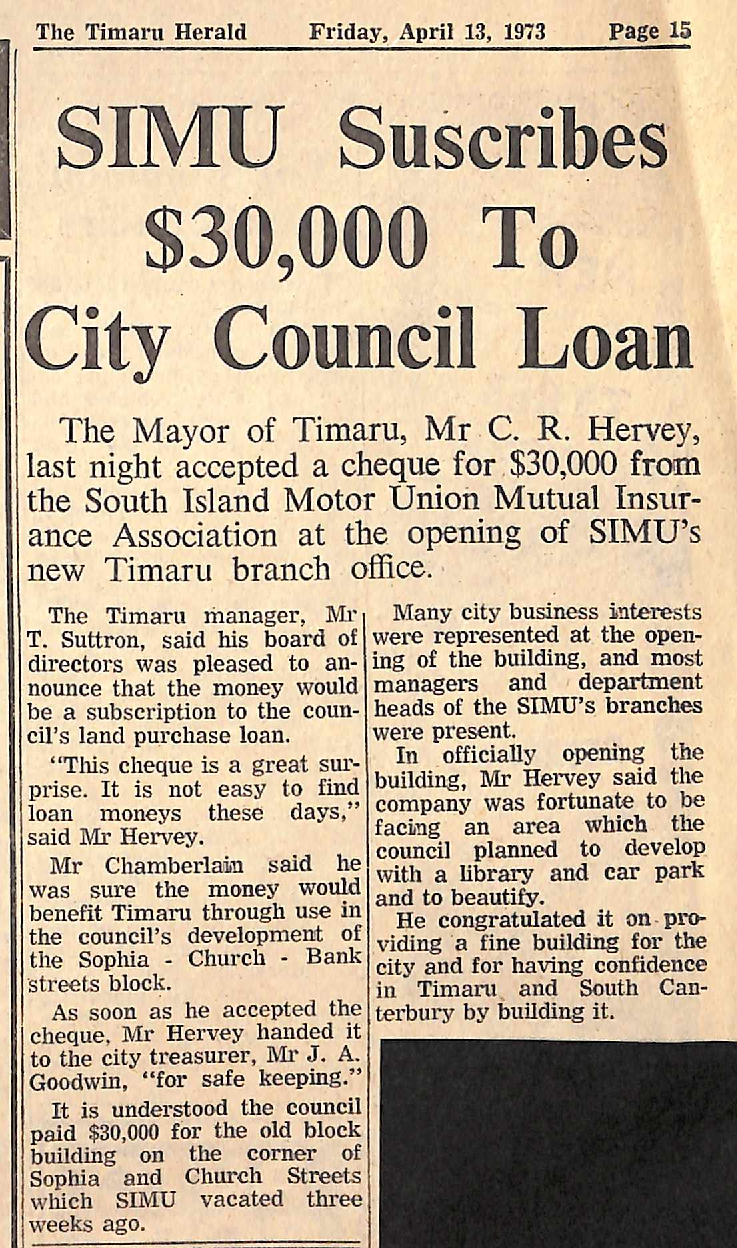 The Timaru Herald Friday, April 13, 1973 Page 15
SIMU Suscribes
$30,000 To
City Council Loan
The Mayor of Timaru, Mr C. R. Hervey,
last night accepted a cheque for $30,000 from
the South Island Motor Union Mutual Insur-
ance Association at the opening of SIMU's
new Timaru branch office.
The Timaru manager, Mr
T. Suttron, said his board of
directors was pleased to an-
nounce that the money would
be a subscription to the coun-
cil's land purchase loan.
"This cheque is a great sur-
prise. It is not easy to find
loan moneys these days,"
said Mr Hervey.
Mr Chamberlain said he
was sure the money would
benefit Timaru through use in
the council's development of
the Sophia - Church - Bank
streets block.
As soon as he accepted the
cheque, Mr Hervey handed it
to the city treasurer, Mr J. A.
Goodwin, "for safe keeping."
It is understood the council
paid $30,000 for the old block
building on the corner of
Sophia and Church Streets
which SIMU vacated three
weeks ago.
Many city business interests
were represented at the open-
ing of the building, and most
managers and department
heads of the SIMU's branches
were present.
In officially opening the
building, Mr Hervey said the
company was fortunate to be
facing an area which the
council planned to develop
with a library and car park
and to beautify.
He congratulated it on pro-
viding a fine building for the
city and for having confidence
in Timaru and South Can-
terbury by building it.